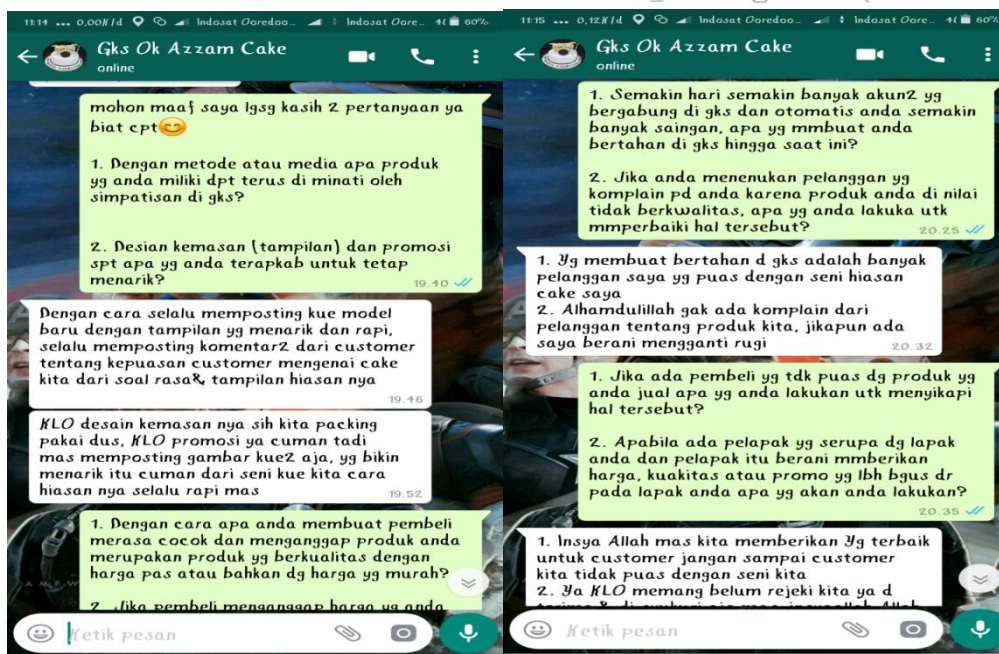 11:14 ... 0,00K/d Indosat Ooredoo.. Indosat Oore.. 41 60%
Gks Ok Azzam Cake
online
mohon maaf saya lgsg kasih 2 pertanyaan ya
biat cpt😊
1. Dengan metode atau media apa produk
yg anda miliki dpt terus di minati oleh
simpatisan di gks?
2. Desian kemasan (tampilan) dan promosi
spt apa yg anda terapkab untuk tetap
menarik?
19.40
Dengan cara selalu memposting kue model
baru dengan tampilan yg menarik dan rapi,
selalu memposting komentar2 dari customer
tentang kepuasan customer mengenai cake
kita dari soal rasa& tampilan hiasan nya
19.46
KLO desain kemasan nya sih kita packing
pakai dus, KLO promosi ya cuman tadi
mas memposting gambar kue2 aja, yg bikin
menarik itu cuman dari seni kue kita cara
hiasan nya selalu rapi mas
19.52
1. Dengan cara apa anda membuat pembeli
merasa cocok dan menganggap produk anda
merupakan produk yg berkualitas dengan
harga pas atau bahkan dg harga yg murah?
2. Jika pembeli menganggap harga yg anda
Ketik pesan
11:15 ... 0,12K/d Indosat Ooredoo... Indosat Oore.. 41 60%
Gks Ok Azzam Cake
online
1. Semakin hari semakin banyak akun2 yg
bergabung di gks dan otomatis anda semakin
banyak saingan, apa yg mmbuat anda
bertahan di gks hingga saat ini?
2. Jika anda menenukan pelanggan yg
komplain pd anda karena produk anda di nilai
tidak berkwalitas, apa yg anda lakuka utk
mmperbaiki hal tersebut?
20.25
1. Yg membuat bertahan d gks adalah banyak
pelanggan saya yg puas dengan seni hiasan
cake saya
2. Alhamdulillah gak ada komplain dari
pelanggan tentang produk kita, jikapun ada
saya berani mengganti rugi
20.32
1. Jika ada pembeli yg tdk puas dg produk yg
anda jual apa yg anda lakukan utk menyikapi
hal tersebut?
2. Apabila ada pelapak yg serupa dg lapak
anda dan pelapak itu berani mmberikan
harga, kuakitas atau promo yg lbh bgus dr
pada lapak anda apa yg akan anda lakukan?
20.35
1. Insya Allah mas kita memberikan Yg terbaik
untuk customer jangan sampai customer
kita tidak puas dengan seni kita
2. Ya KLO memang belum rejeki kita ya d
Ketik pesan